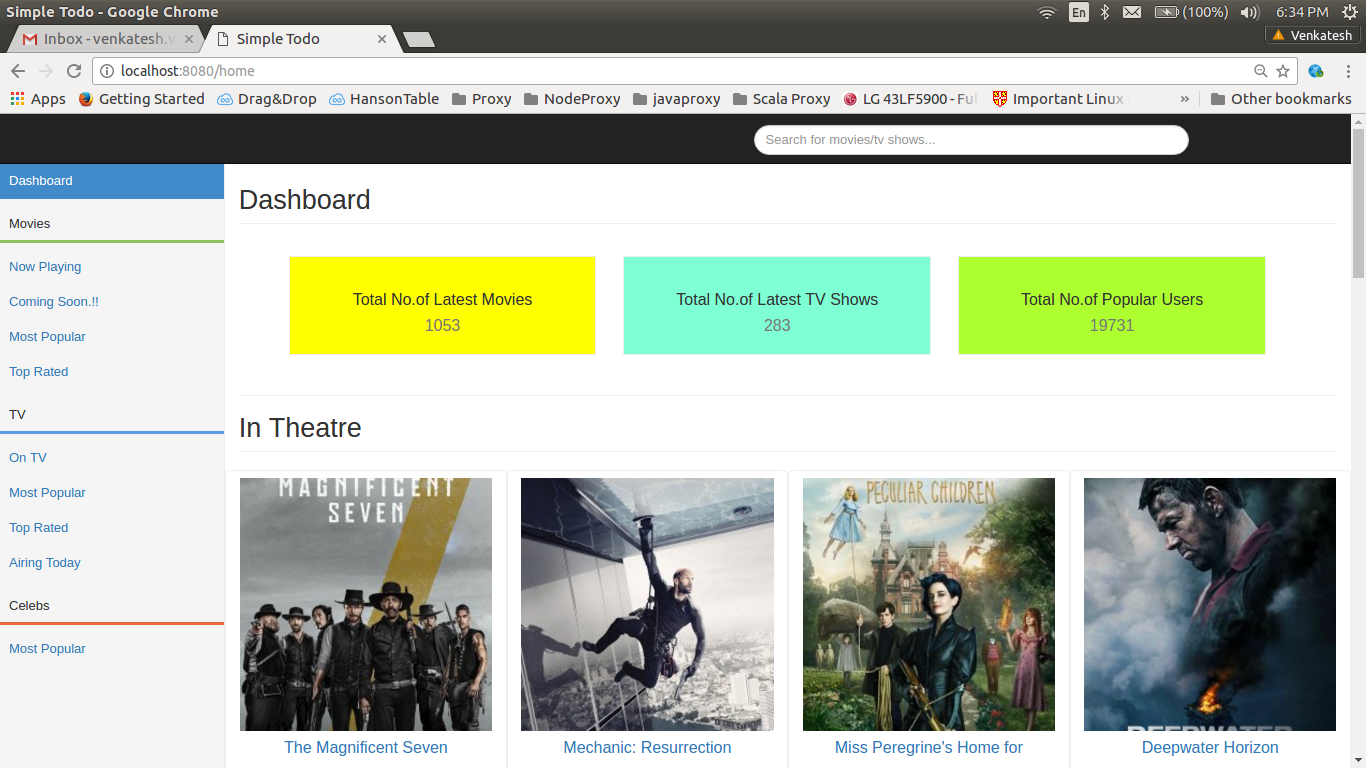 Simple Todo - Google Chrome
En (100%) 6:34 PM
Inbox - venkatesh.v
Simple Todo
Venkatesh
localhost:8080/home
Apps Getting Started Drag&Drop HansonTable Proxy NodeProxy javaproxy Scala Proxy LG 43LF5900 - Ful Important Linux » Other bookmarks
Search for movies/tv shows...
Dashboard
Movies
Now Playing
Coming Soon.!!
Most Popular
Top Rated
TV
On TV
Most Popular
Top Rated
Airing Today
Celebs
Most Popular
Dashboard
Total No.of Latest Movies
1053
Total No.of Latest TV Shows
283
Total No.of Popular Users
19731
In Theatre
MAGNIFICENT
SEVEN
The Magnificent Seven
Mechanic: Resurrection
PECULIAR CHILDREN
Miss Peregrine's Home for
DEEPWATER
Deepwater Horizon